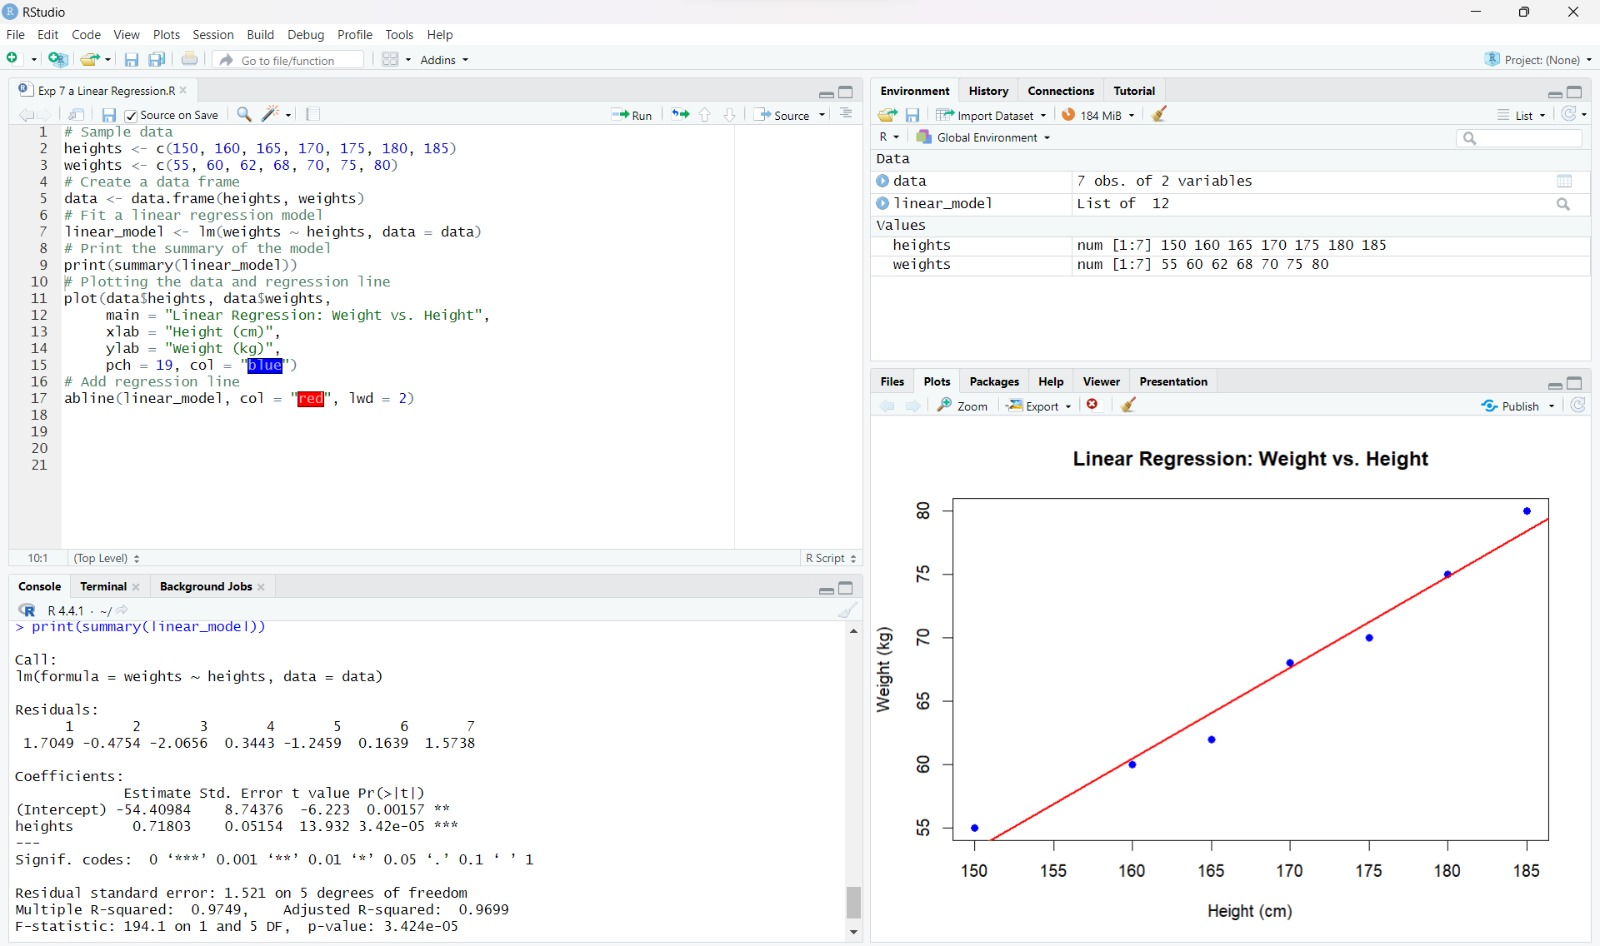 RStudio
File Edit Code View Plots Session Build Debug Profile Tools Help
Go to file/function Addins Project: (None)
Exp 7 a Linear Regression.R
Source on Save Run Source
1 # Sample data
2 heights <- c(150, 160, 165, 170, 175, 180, 185)
3 weights <- c(55, 60, 62, 68, 70, 75, 80)
4 # Create a data frame
5 data <- data.frame(heights, weights)
6 # Fit a linear regression model
7 linear_model <- lm(weights ~ heights, data = data)
8 # Print the summary of the model
9 print(summary(linear_model))
10 # Plotting the data and regression line
11 plot(data$heights, data$weights,
12 main = "Linear Regression: Weight vs. Height",
13 xlab = "Height (cm)",
14 ylab = "Weight (kg)",
15 pch = 19, col = "blue")
16 # Add regression line
17 abline(linear_model, col = "red", lwd = 2)
18
19
20
21
10:1 (Top Level) R Script
Console Terminal Background Jobs
R 4.4.1 · ~/
> print(summary(linear_model))
Call:
lm(formula = weights ~ heights, data = data)
Residuals:
1 2 3 4 5 6 7
1.7049 -0.4754 -2.0656 0.3443 -1.2459 0.1639 1.5738
Coefficients:
Estimate Std. Error t value Pr(>|t|)
(Intercept) -54.40984 8.74376 -6.223 0.00157 **
heights 0.71803 0.05154 13.932 3.42e-05 ***
---
Signif. codes: 0 ‘***’ 0.001 ‘**’ 0.01 ‘*’ 0.05 ‘.’ 0.1 ‘ ’ 1
Residual standard error: 1.521 on 5 degrees of freedom
Multiple R-squared: 0.9749, Adjusted R-squared: 0.9699
F-statistic: 194.1 on 1 and 5 DF, p-value: 3.424e-05
Environment History Connections Tutorial
Import Dataset 184 MiB List
R Global Environment
Data
data 7 obs. of 2 variables
linear_model List of 12
Values
heights num [1:7] 150 160 165 170 175 180 185
weights num [1:7] 55 60 62 68 70 75 80
Files Plots Packages Help Viewer Presentation
Zoom Export Publish
Linear Regression: Weight vs. Height
80
75
70
65
60
55
Weight (kg)
150 155 160 165 170 175 180 185
Height (cm)